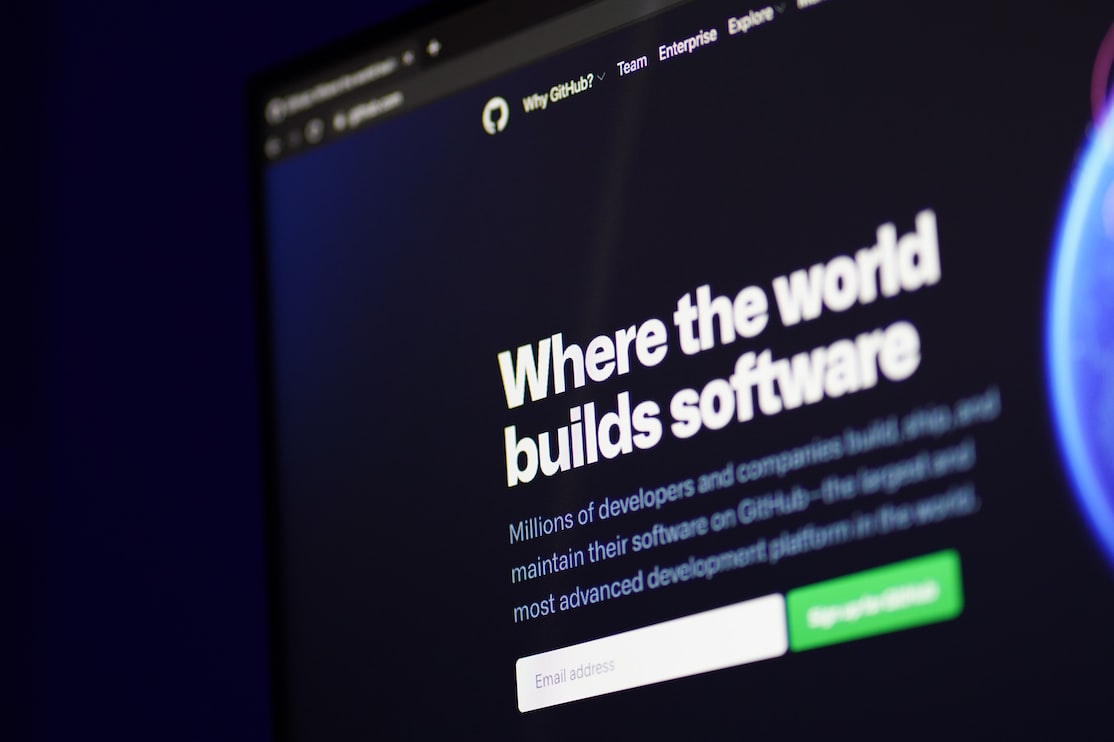 github.com
Why GitHub? Team Enterprise Explore
Where the world
builds software
Millions of developers and companies build, ship, and
maintain their software on GitHub—the largest and
most advanced development platform in the world.
Email address
Sign up for GitHub